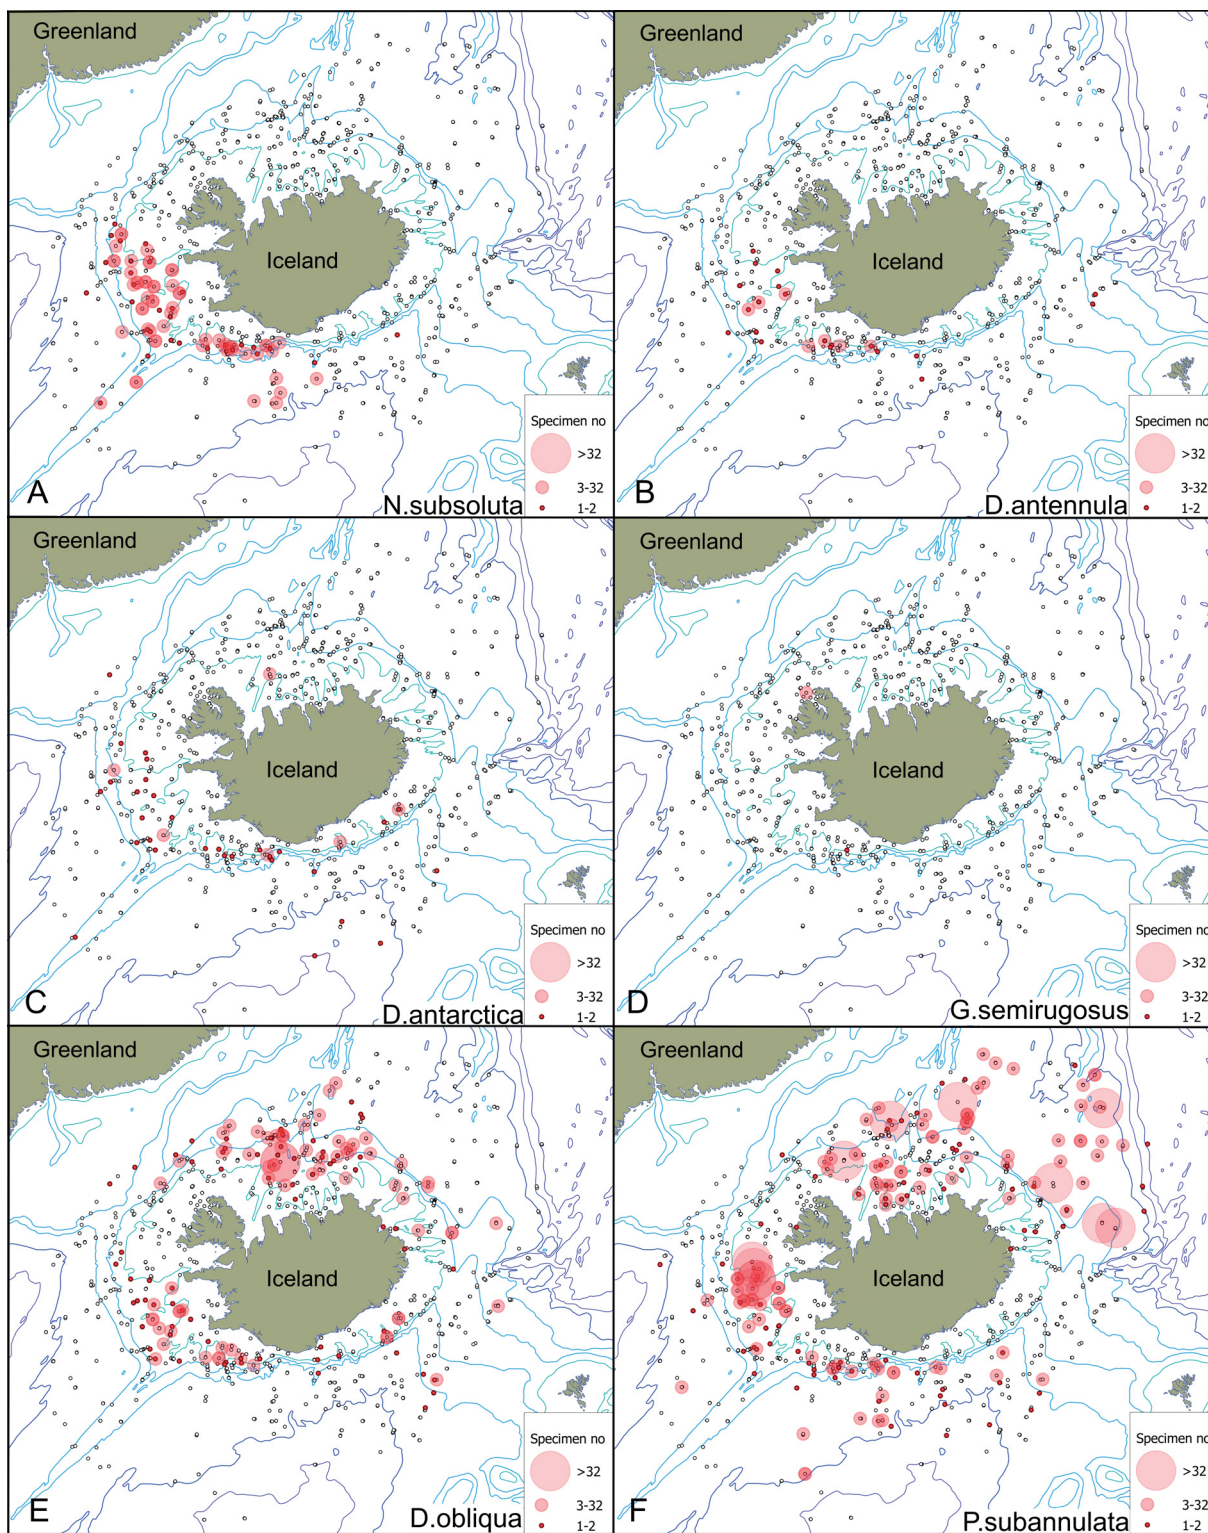 Greenland
Iceland
Specimen no
>32
3-32
1-2
A
N.subsoluta
Greenland
Iceland
Specimen no
>32
3-32
1-2
B
D.antennula
Greenland
Iceland
Specimen no
>32
3-32
1-2
C
D.antarctica
Greenland
Iceland
Specimen no
>32
3-32
1-2
D
G.semirugosus
Greenland
Iceland
Specimen no
>32
3-32
1-2
E
D.obliqua
Greenland
Iceland
Specimen no
>32
3-32
1-2
F
P.subannulata